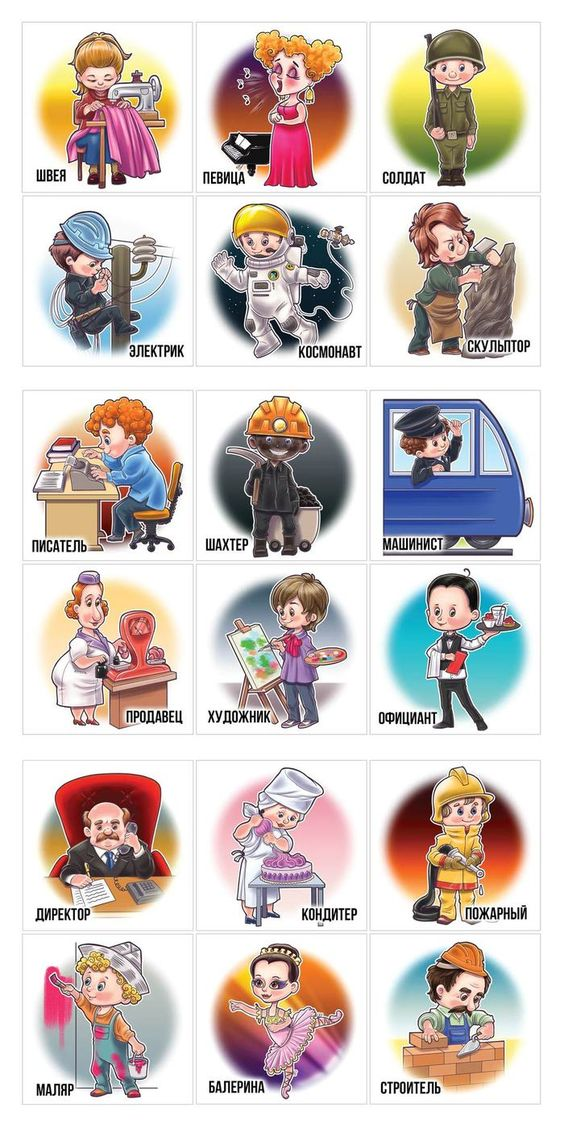 ШВЕЯ
ПЕВИЦА
СОЛДАТ
ЭЛЕКТРИК
КОСМОНАВТ
СКУЛЬПТОР
ПИСАТЕЛЬ
ШАХТЕР
МАШИНИСТ
ПРОДАВЕЦ
ХУДОЖНИК
ОФИЦИАНТ
ДИРЕКТОР
КОНДИТЕР
ПОЖАРНЫЙ
МАЛЯР
БАЛЕРИНА
СТРОИТЕЛЬ